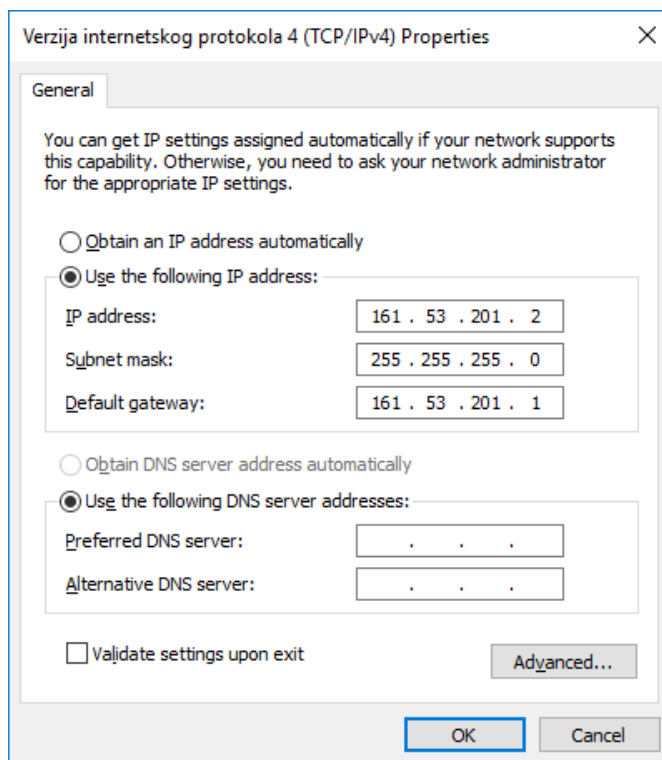 Verzija internetskog protokola 4 (TCP/IPv4) Properties
General
You can get IP settings assigned automatically if your network supports
this capability. Otherwise, you need to ask your network administrator
for the appropriate IP settings.
Obtain an IP address automatically
Use the following IP address:
IP address: 161 . 53 . 201 . 2
Subnet mask: 255 . 255 . 255 . 0
Default gateway: 161 . 53 . 201 . 1
Obtain DNS server address automatically
Use the following DNS server addresses:
Preferred DNS server: . . .
Alternative DNS server: . . .
Validate settings upon exit
Advanced...
OK Cancel